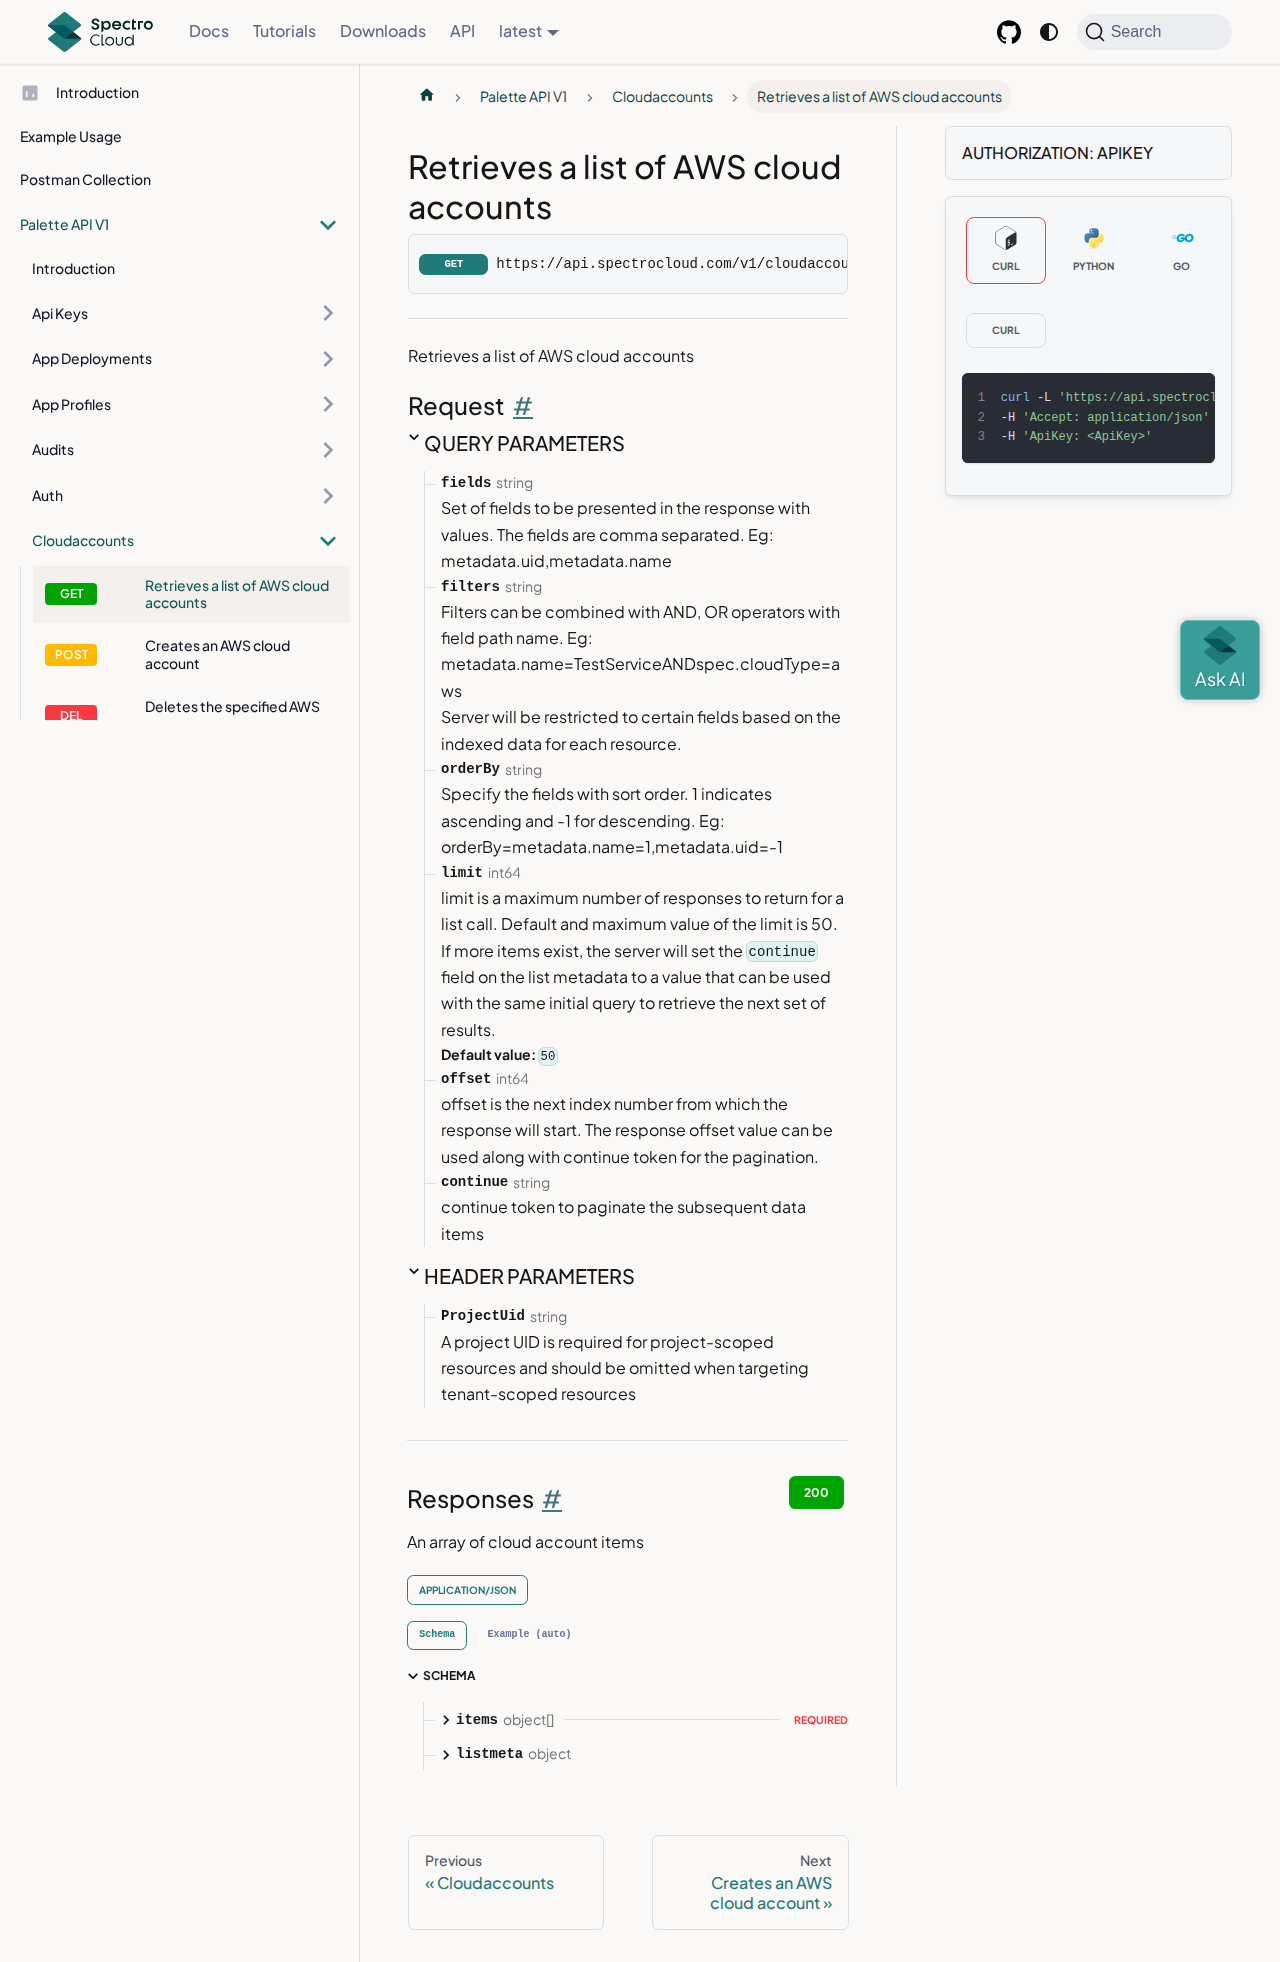 Spectro
Cloud
Docs
Tutorials
Downloads
API
latest
Search
Introduction
Example Usage
Postman Collection
Palette API V1
Introduction
Api Keys
App Deployments
App Profiles
Audits
Auth
Cloudaccounts
GET
Retrieves a list of AWS cloud
accounts
POST
Creates an AWS cloud
account
DEL
Deletes the specified AWS
Palette API V1
Cloudaccounts
Retrieves a list of AWS cloud accounts
Retrieves a list of AWS cloud
accounts
GET
https://api.spectrocloud.com/v1/cloudaccou
Retrieves a list of AWS cloud accounts
Request #
QUERY PARAMETERS
fields string
Set of fields to be presented in the response with
values. The fields are comma separated. Eg:
metadata.uid,metadata.name
filters string
Filters can be combined with AND, OR operators with
field path name. Eg:
metadata.name=TestServiceANDspec.cloudType=a
ws
Server will be restricted to certain fields based on the
indexed data for each resource.
orderBy string
Specify the fields with sort order. 1 indicates
ascending and -1 for descending. Eg:
orderBy=metadata.name=1,metadata.uid=-1
limit int64
limit is a maximum number of responses to return for a
list call. Default and maximum value of the limit is 50.
If more items exist, the server will set the continue
field on the list metadata to a value that can be used
with the same initial query to retrieve the next set of
results.
Default value: 50
offset int64
offset is the next index number from which the
response will start. The response offset value can be
used along with continue token for the pagination.
continue string
continue token to paginate the subsequent data
items
HEADER PARAMETERS
ProjectUid string
A project UID is required for project-scoped
resources and should be omitted when targeting
tenant-scoped resources
Responses #
200
An array of cloud account items
APPLICATION/JSON
Schema
Example (auto)
SCHEMA
items object[]
REQUIRED
listmeta object
Previous
« Cloudaccounts
Next
Creates an AWS
cloud account »
AUTHORIZATION: APIKEY
CURL
PYTHON
GO
CURL
1 curl -L 'https://api.spectrocl
2 -H 'Accept: application/json'
3 -H 'ApiKey: <ApiKey>'
Ask AI